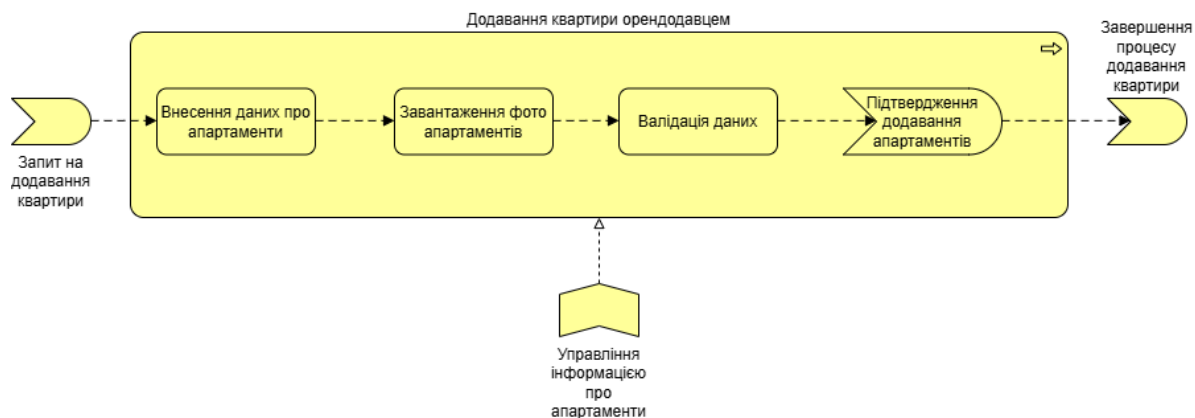 Додавання квартири орендодавцем
Запит на
додавання
квартири
Внесення даних про
апартаменти
Завантаження фото
апартаментів
Валідація даних
Підтвердження
додавання
апартаментів
Завершення
процесу
додавання
квартири
Управління
інформацією
про
апартаменти